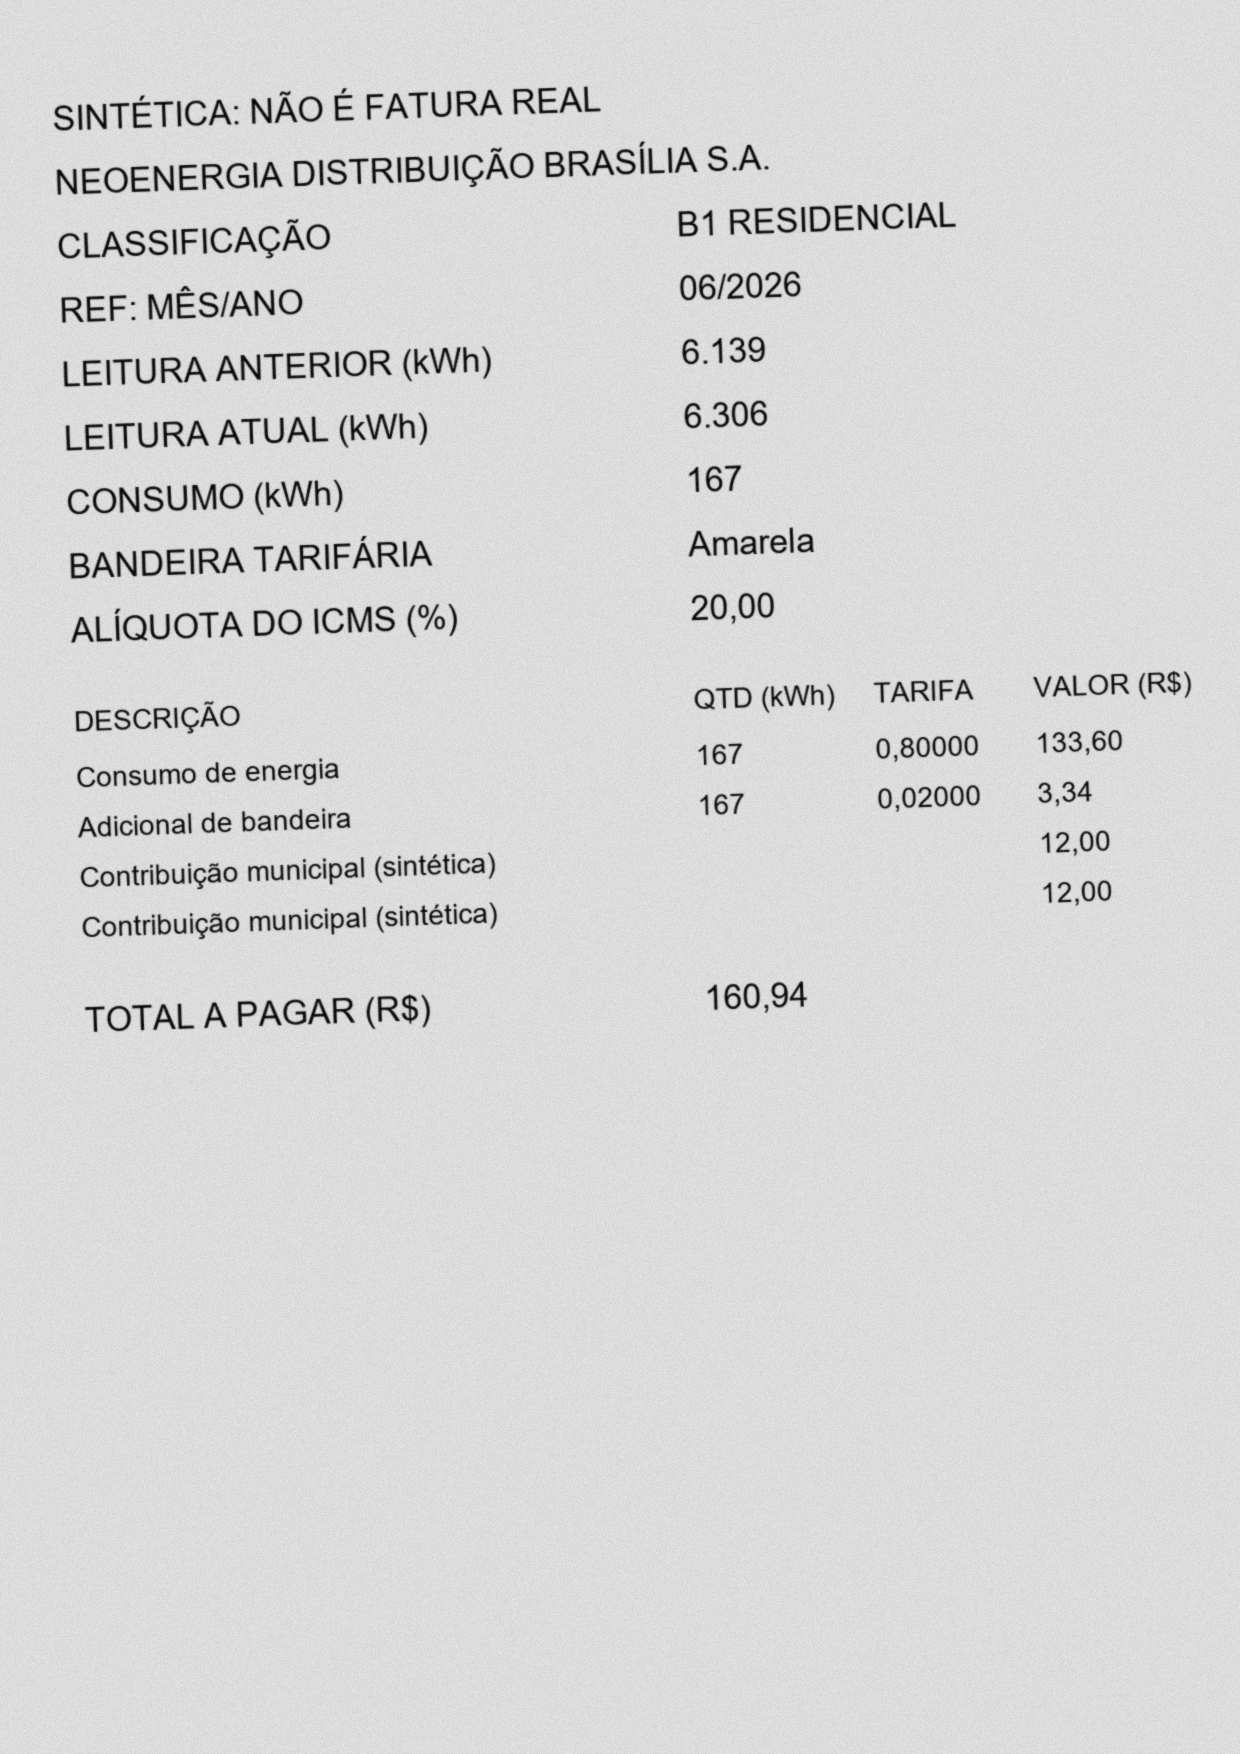 SINTÉTICA: NÃO É FATURA REAL
NEOENERGIA DISTRIBUIÇÃO BRASÍLIA S.A.
CLASSIFICAÇÃO B1 RESIDENCIAL
REF: MÊS/ANO 06/2026
LEITURA ANTERIOR (kWh) 6.139
LEITURA ATUAL (kWh) 6.306
CONSUMO (kWh) 167
BANDEIRA TARIFÁRIA Amarela
ALÍQUOTA DO ICMS (%) 20,00
DESCRIÇÃO QTD (kWh) TARIFA VALOR (R$)
Consumo de energia 167 0,80000 133,60
Adicional de bandeira 167 0,02000 3,34
Contribuição municipal (sintética) 12,00
Contribuição municipal (sintética) 12,00
TOTAL A PAGAR (R$) 160,94